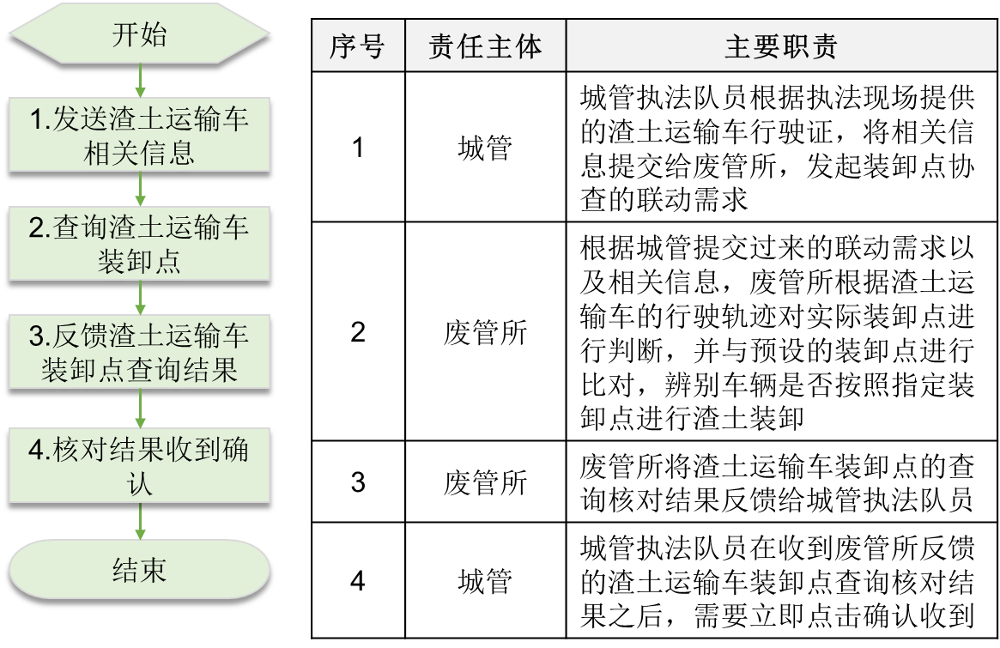 开始
1.发送渣土运输车
相关信息
2.查询渣土运输车
装卸点
3.反馈渣土运输车
装卸点查询结果
4.核对结果收到确
认
结束
序号 责任主体 主要职责
1 城管
城管执法队员根据执法现场提供
的渣土运输车行驶证，将相关信
息提交给废管所，发起装卸点协
查的联动需求
2 废管所
根据城管提交过来的联动需求以
及相关信息，废管所根据渣土运
输车的行驶轨迹对实际装卸点进
行判断，并与预设的装卸点进行
比对，辨别车辆是否按照指定装
卸点进行渣土装卸
3 废管所
废管所将渣土运输车装卸点的查
询核对结果反馈给城管执法队员
4 城管
城管执法队员在收到废管所反馈
的渣土运输车装卸点查询核对结
果之后，需要立即点击确认收到